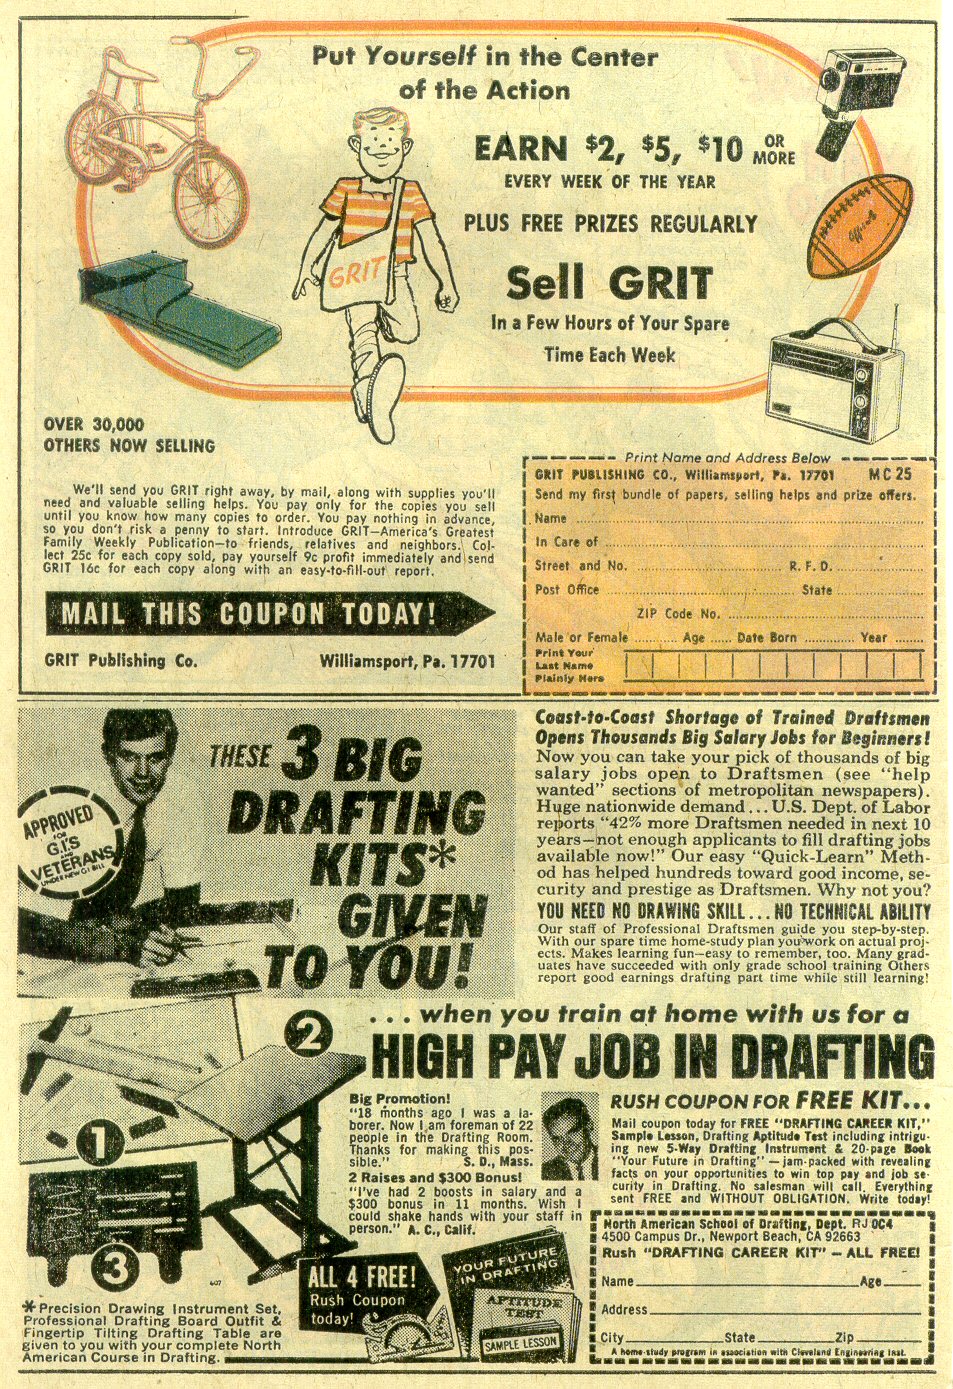 Put Yourself in the Center
of the Action
EARN $2, $5, $10 OR MORE
EVERY WEEK OF THE YEAR
PLUS FREE PRIZES REGULARLY
Sell GRIT
In a Few Hours of Your Spare
Time Each Week
GRIT
OVER 30,000
OTHERS NOW SELLING
We'll send you GRIT right away, by mail, along with supplies you'll
need and valuable selling helps. You pay only for the copies you sell
until you know how many copies to order. You pay nothing in advance,
so you don't risk a penny to start. Introduce GRIT—America's Greatest
Family Weekly Publication—to friends, relatives and neighbors. Col-
lect 25c for each copy sold, pay yourself 9c profit immediately and send
GRIT 16c for each copy along with an easy-to-fill-out report.
MAIL THIS COUPON TODAY!
GRIT Publishing Co. Williamsport, Pa. 17701
Print Name and Address Below
GRIT PUBLISHING CO., Williamsport, Pa. 17701 MC 25
Send my first bundle of papers, selling helps and prize offers.
Name
In Care of
Street and No. R. F. D.
Post Office State
ZIP Code No.
Male or Female Age Date Born Year
Print Your
Last Name
Plainly Here
APPROVED
FOR
G.I.'S
AND
VETERANS
UNDER NEW GI BILL
THESE 3 BIG
DRAFTING
KITS*
GIVEN
TO YOU!
Coast-to-Coast Shortage of Trained Draftsmen
Opens Thousands Big Salary Jobs for Beginners!
Now you can take your pick of thousands of big
salary jobs open to Draftsmen (see "help
wanted" sections of metropolitan newspapers).
Huge nationwide demand... U.S. Dept. of Labor
reports "42% more Draftsmen needed in next 10
years—not enough applicants to fill drafting jobs
available now!" Our easy "Quick-Learn" Meth-
od has helped hundreds toward good income, se-
curity and prestige as Draftsmen. Why not you?
YOU NEED NO DRAWING SKILL...NO TECHNICAL ABILITY
Our staff of Professional Draftsmen guide you step-by-step.
With our spare time home-study plan you work on actual proj-
ects. Makes learning fun—easy to remember, too. Many grad-
uates have succeeded with only grade school training Others
report good earnings drafting part time while still learning!
...when you train at home with us for a
HIGH PAY JOB IN DRAFTING
2
1
3
607
Big Promotion!
"18 months ago I was a la-
borer. Now I am foreman of 22
people in the Drafting Room.
Thanks for making this pos-
sible." S. D., Mass.
2 Raises and $300 Bonus!
"I've had 2 boosts in salary and a
$300 bonus in 11 months. Wish I
could shake hands with your staff in
person." A. C., Calif.
RUSH COUPON FOR FREE KIT...
Mail coupon today for FREE "DRAFTING CAREER KIT,"
Sample Lesson, Drafting Aptitude Test including intrigu-
ing new 5-Way Drafting Instrument & 20-page Book
"Your Future in Drafting" — jam-packed with revealing
facts on your opportunities to win top pay and job se-
curity in Drafting. No salesman will call. Everything
sent FREE and WITHOUT OBLIGATION. Write today!
ALL 4 FREE!
Rush Coupon
today!
YOUR FUTURE
IN DRAFTING
APTITUDE
TEST
SAMPLE LESSON
* Precision Drawing Instrument Set,
Professional Drafting Board Outfit &
Fingertip Tilting Drafting Table are
given to you with your complete North
American Course in Drafting.
North American School of Drafting, Dept. RJ 0C4
4500 Campus Dr., Newport Beach, CA 92663
Rush "DRAFTING CAREER KIT" — ALL FREE!
Name Age
Address
City State Zip
A home-study program in association with Cleveland Engineering Inst.